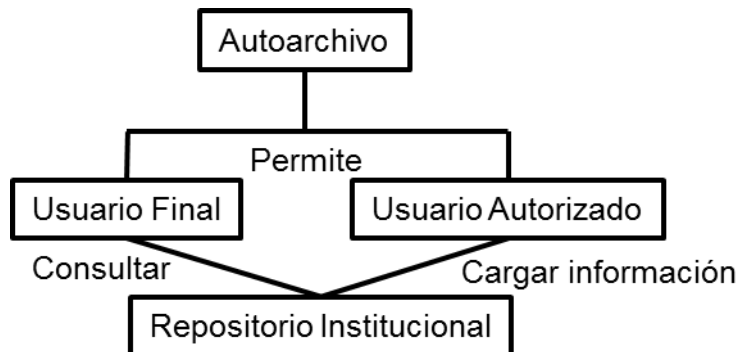 Autoarchivo
Permite
Usuario Final
Usuario Autorizado
Consultar
Cargar información
Repositorio Institucional